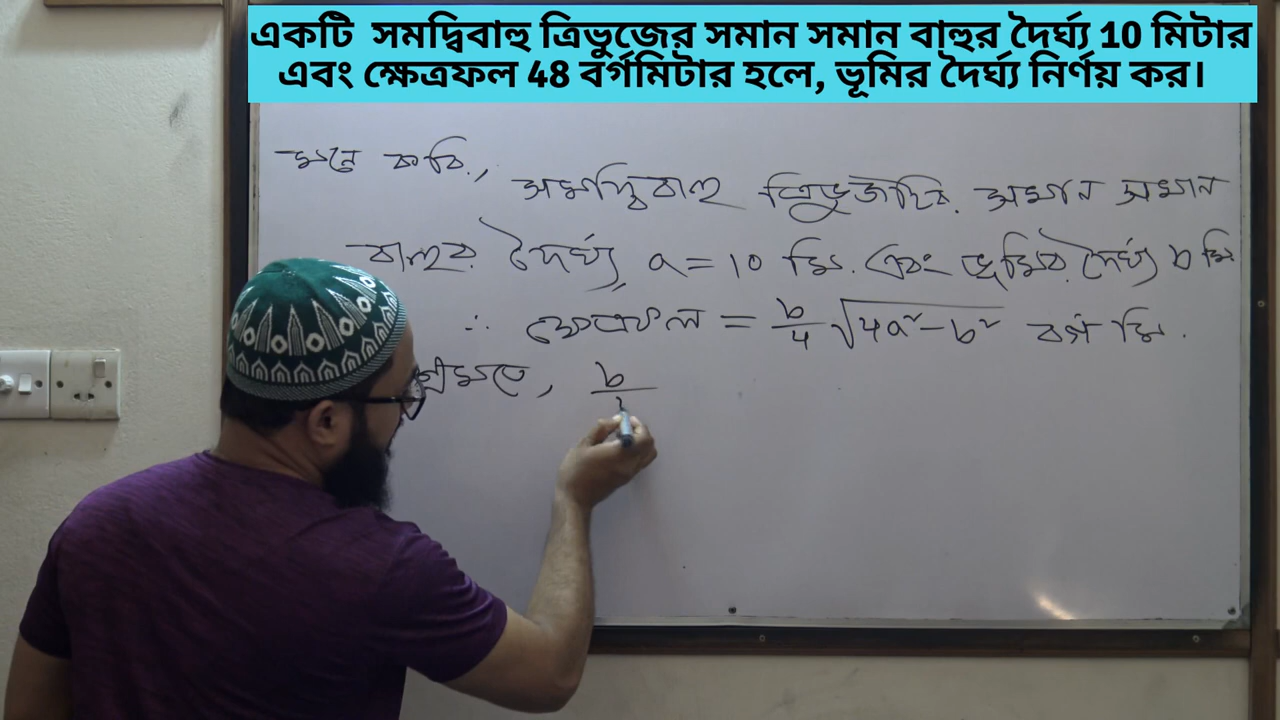 একটি সমদ্বিবাহু ত্রিভুজের সমান সমান বাহুর দৈর্ঘ্য 10 মিটার
এবং ক্ষেত্রফল 48 বর্গমিটার হলে, ভূমির দৈর্ঘ্য নির্ণয় কর।
মনে করি,
সমদ্বিবাহু ত্রিভুজটির সমান সমান
বাহুর দৈর্ঘ্য, a = 10 মি. এবং ভূমির দৈর্ঘ্য b মি
∴ ক্ষেত্রফল = b/4 √(4a² − b²) বর্গ মি.
শ্নমতে, b